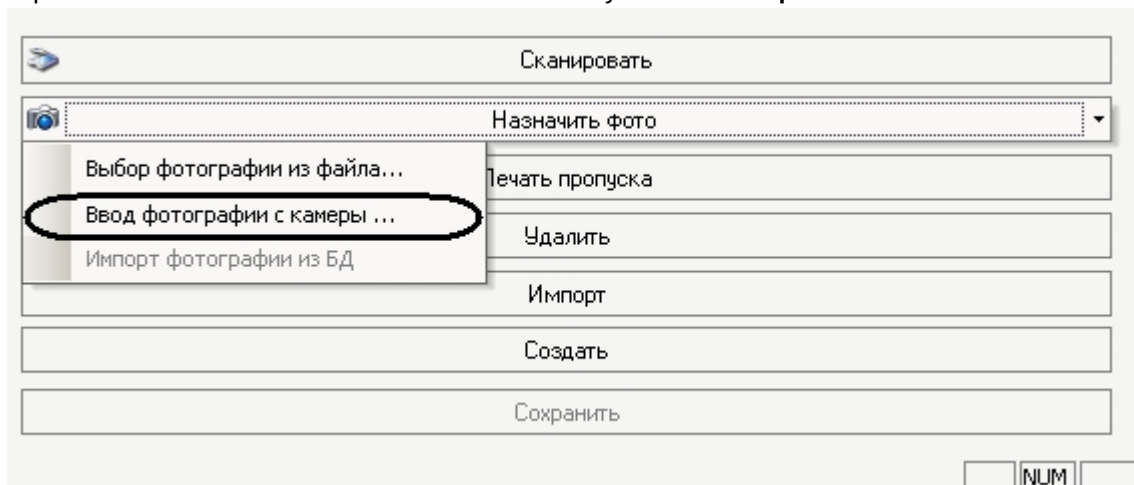 Сканировать
Назначить фото
Выбор фотографии из файла...
Печать пропуска
Ввод фотографии с камеры ...
Удалить
Импорт фотографии из БД
Импорт
Создать
Сохранить
NUM